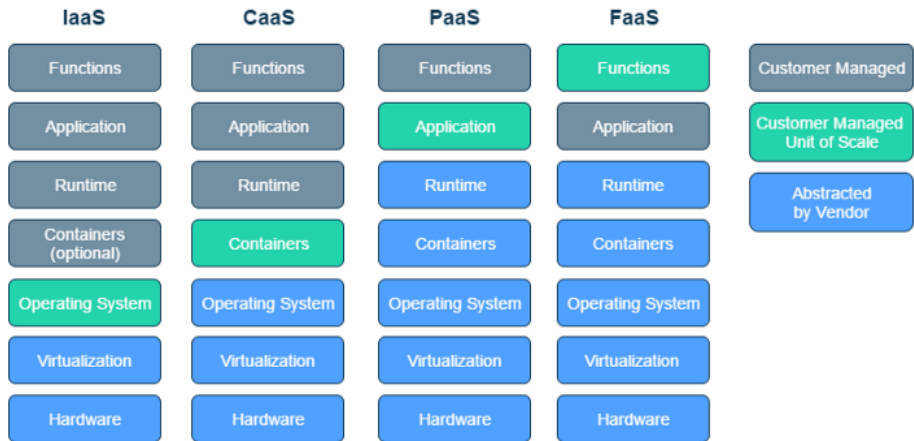 IaaS CaaS PaaS FaaS
Functions Functions Functions Functions Customer Managed
Application Application Application Application Customer Managed
Unit of Scale
Runtime Runtime Runtime Runtime Abstracted
by Vendor
Containers
(optional) Containers Containers Containers
Operating System Operating System Operating System Operating System
Virtualization Virtualization Virtualization Virtualization
Hardware Hardware Hardware Hardware